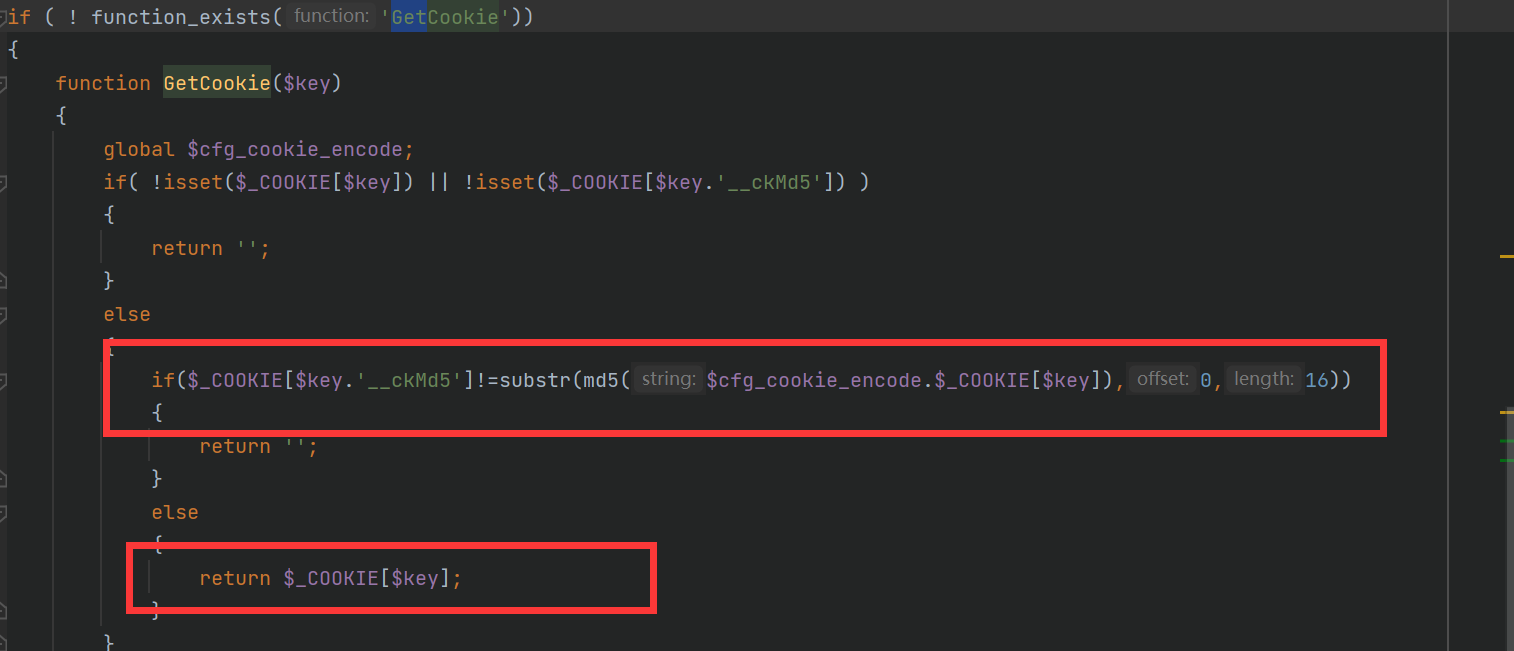 if ( ! function_exists( function: 'GetCookie'))
{
function GetCookie($key)
{
global $cfg_cookie_encode;
if( !isset($_COOKIE[$key]) || !isset($_COOKIE[$key.'__ckMd5']) )
{
return '';
}
else
{
if($_COOKIE[$key.'__ckMd5']!=substr(md5( string: $cfg_cookie_encode.$_COOKIE[$key]), offset: 0, length: 16))
{
return '';
}
else
{
return $_COOKIE[$key];
}
}